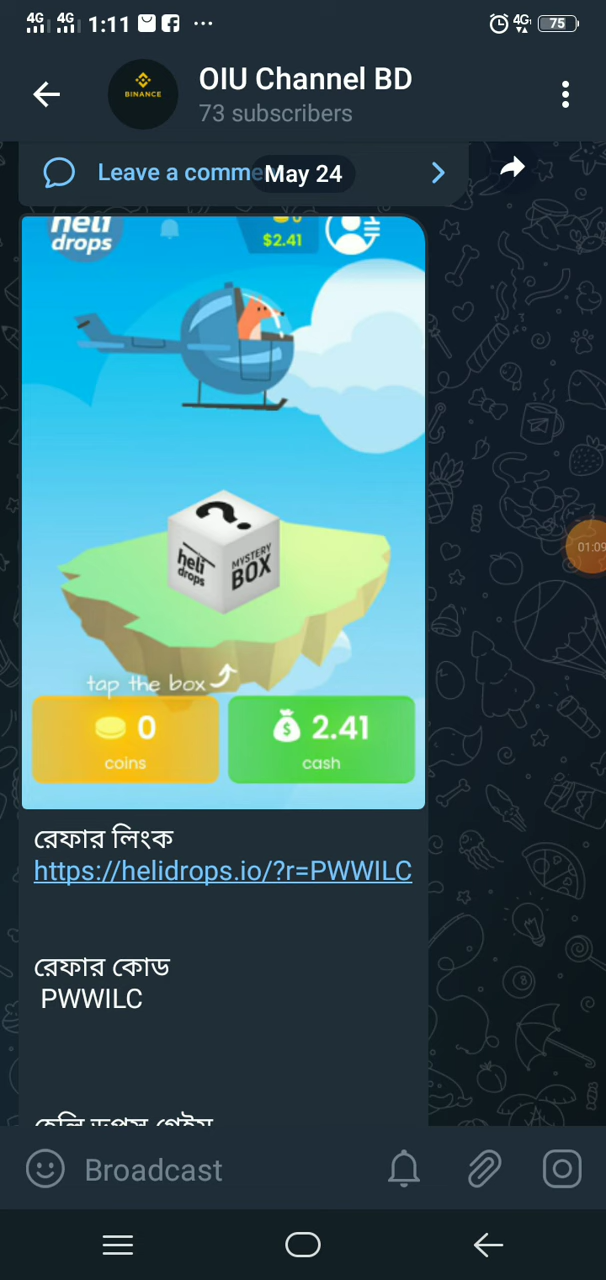 4G 4G 1:11 ... 4G 75
OIU Channel BD
BINANCE
73 subscribers
Leave a comme
May 24
heli
drops
0
$2.41
01:09
?
heli
drops
MYSTERY
BOX
tap the box
0
coins
$ 2.41
cash
রেফার লিংক
https://helidrops.io/?r=PWWILC
রেফার কোড
PWWILC
Broadcast